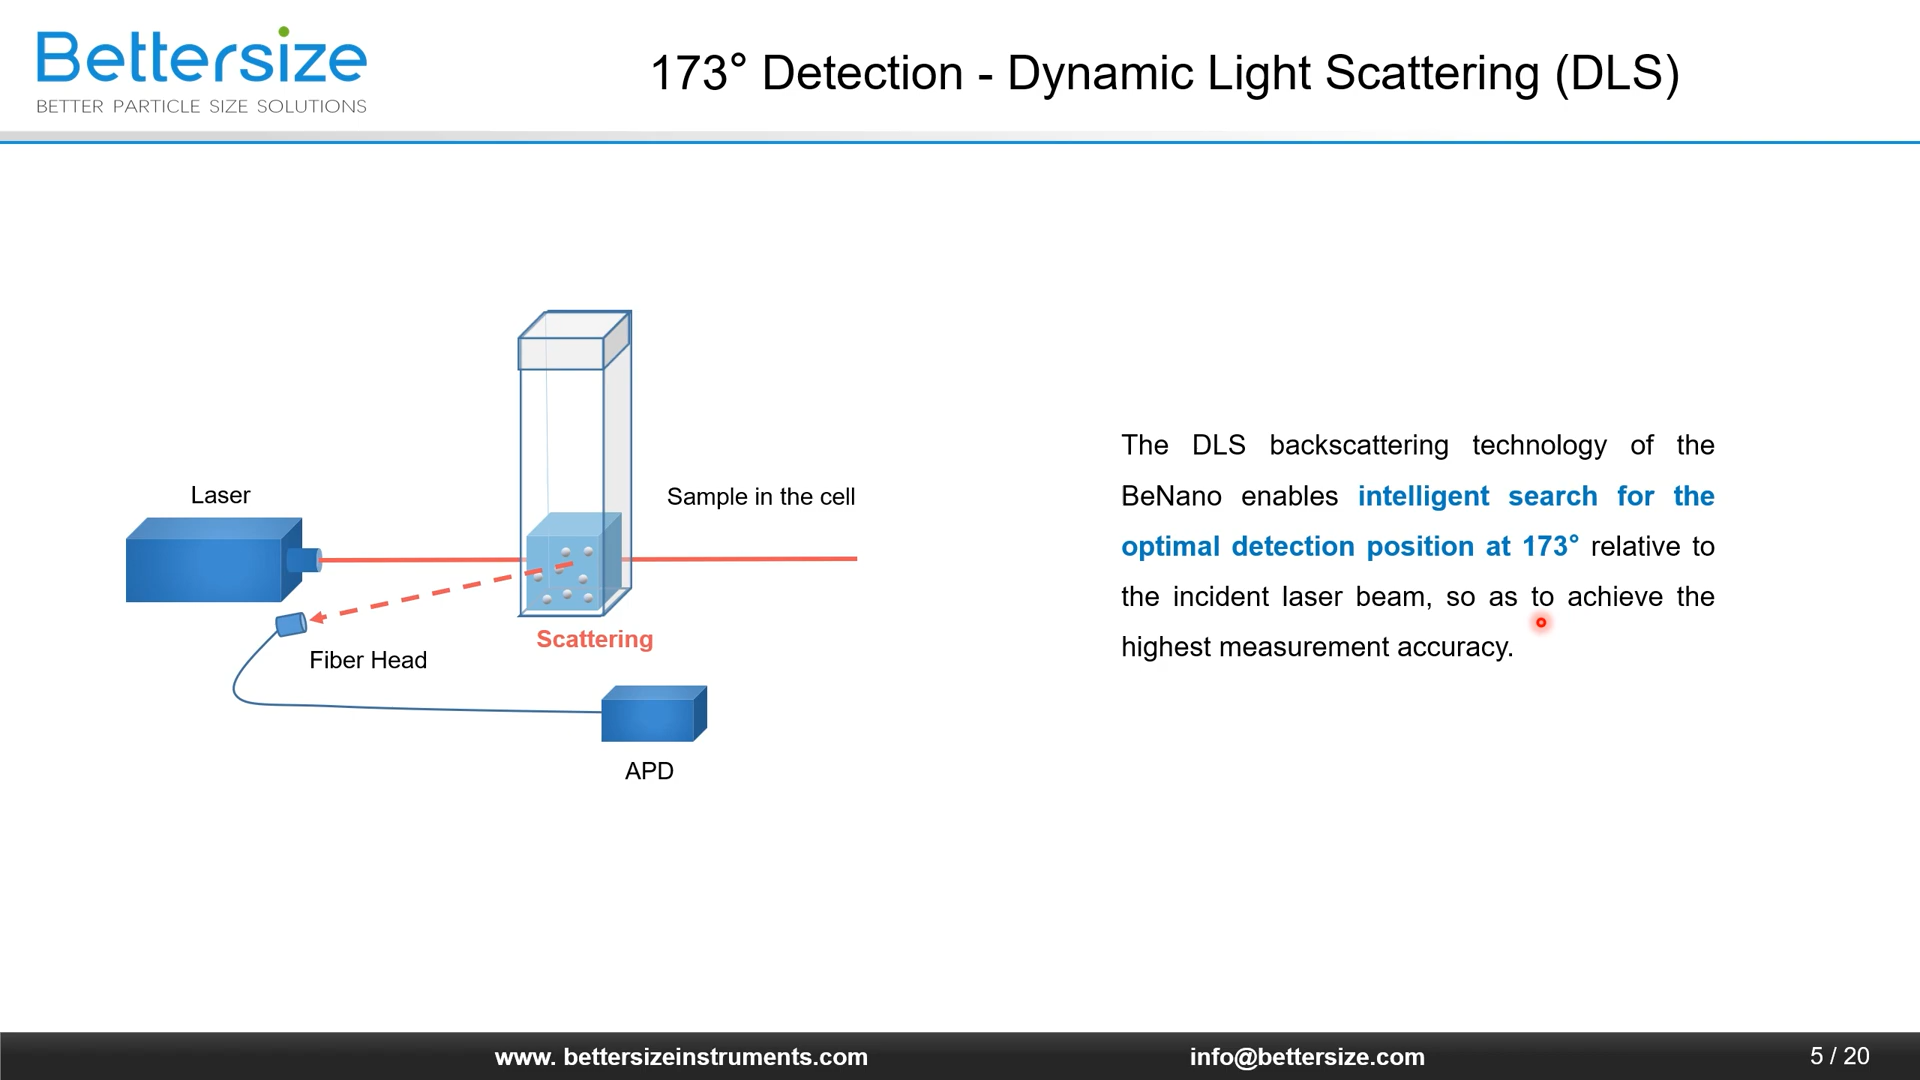 Bettersize
BETTER PARTICLE SIZE SOLUTIONS
173° Detection - Dynamic Light Scattering (DLS)
Laser
Sample in the cell
Scattering
Fiber Head
APD
The DLS backscattering technology of the
BeNano enables intelligent search for the
optimal detection position at 173° relative to
the incident laser beam, so as to achieve the
highest measurement accuracy.
www. bettersizeinstruments.com
info@bettersize.com
5 / 20